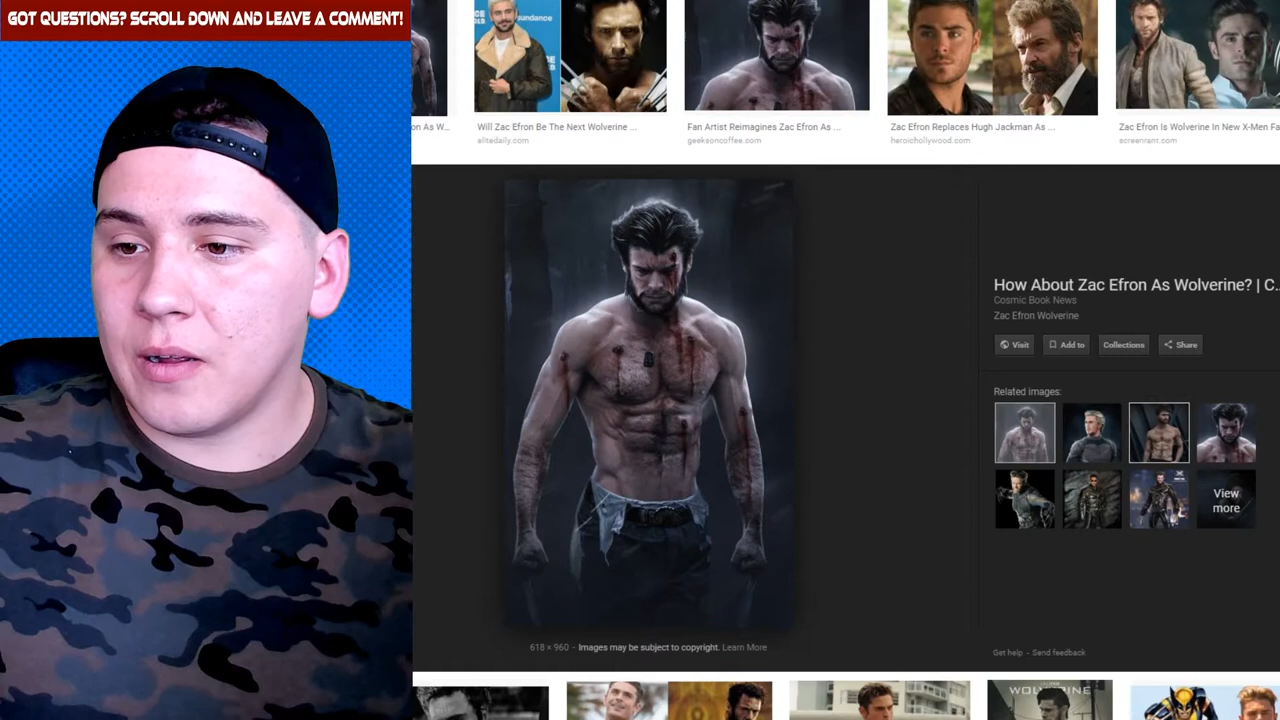 GOT QUESTIONS? SCROLL DOWN AND LEAVE A COMMENT!
sundance
on As W...
Will Zac Efron Be The Next Wolverine ...
elitedaily.com
Fan Artist Reimagines Zac Efron As ...
geeksoncoffee.com
Zac Efron Replaces Hugh Jackman As ...
heroichollywood.com
Zac Efron Is Wolverine In New X-Men Fa
screenrant.com
How About Zac Efron As Wolverine? | C...
Cosmic Book News
Zac Efron Wolverine
Visit
Add to
Collections
Share
Related images:
View
more
618 × 960 - Images may be subject to copyright. Learn More
Get help - Send feedback